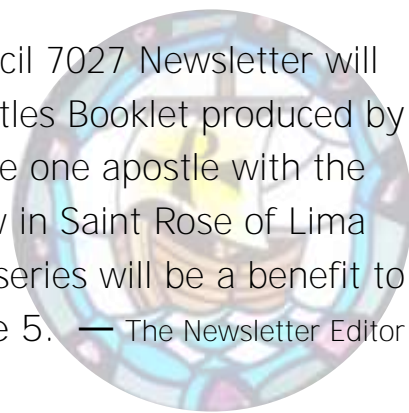 cil 7027 Newsletter will
tles Booklet produced by
e one apostle with the
in Saint Rose of Lima
series will be a benefit to
e 5. — The Newsletter Editor